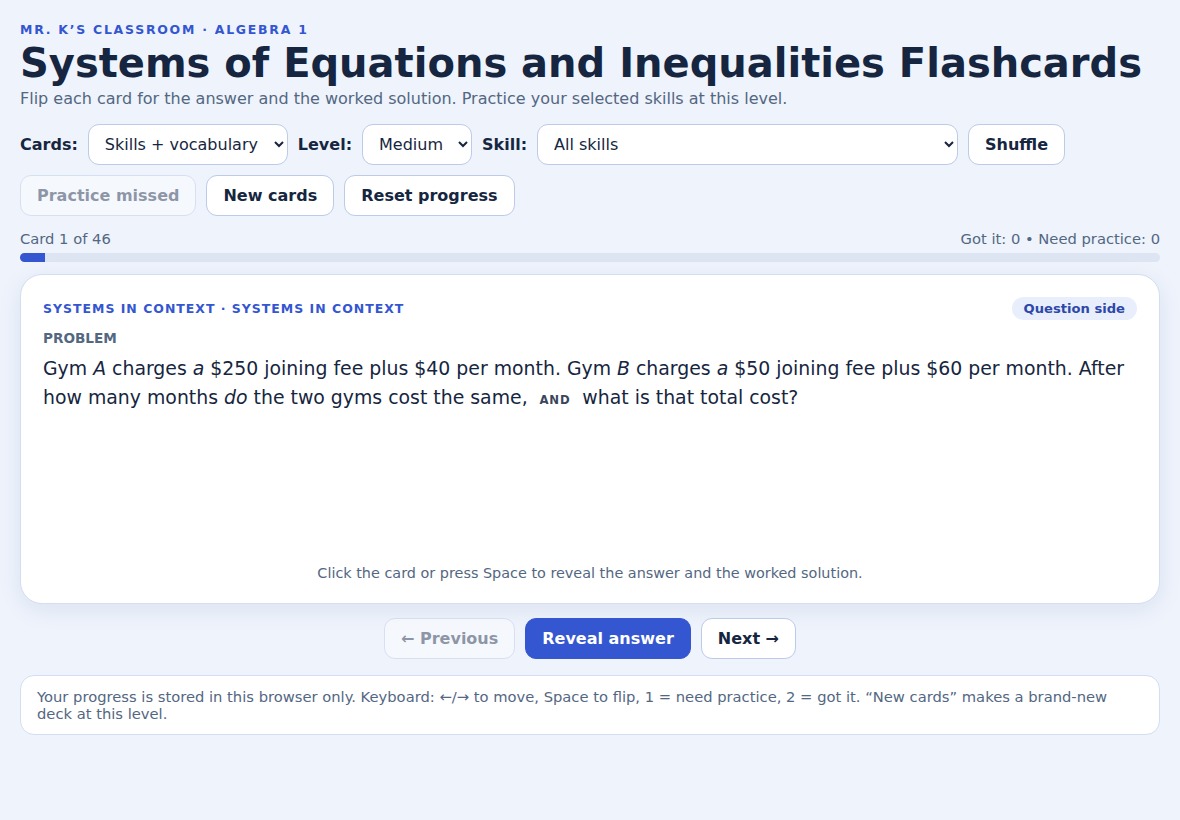 MR. K’S CLASSROOM · ALGEBRA 1
Systems of Equations and Inequalities Flashcards
Flip each card for the answer and the worked solution. Practice your selected skills at this level.
Cards: Skills + vocabulary Level: Medium Skill: All skills Shuffle
Practice missed New cards Reset progress
Card 1 of 46 Got it: 0 • Need practice: 0
SYSTEMS IN CONTEXT · SYSTEMS IN CONTEXT Question side
PROBLEM
Gym A charges a $250 joining fee plus $40 per month. Gym B charges a $50 joining fee plus $60 per month. After
how many months do the two gyms cost the same, AND what is that total cost?
Click the card or press Space to reveal the answer and the worked solution.
← Previous Reveal answer Next →
Your progress is stored in this browser only. Keyboard: ←/→ to move, Space to flip, 1 = need practice, 2 = got it. “New cards” makes a brand-new
deck at this level.